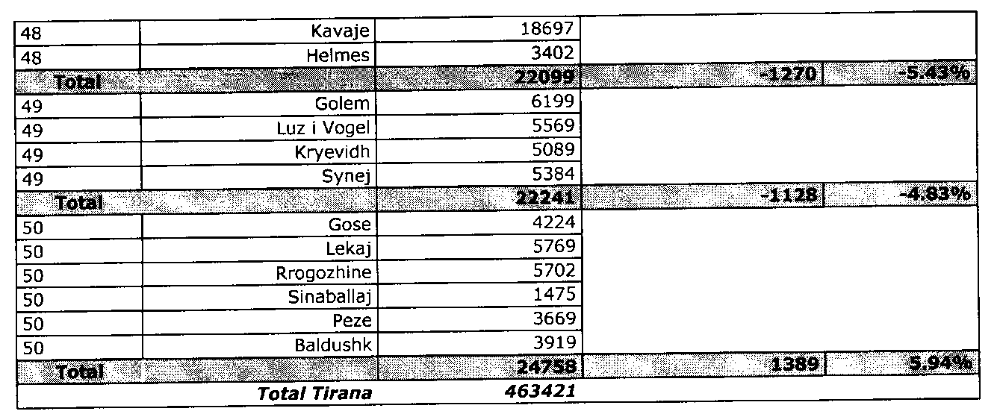 48 Kavaje 18697
48 Helmes 3402
Total 22099 -1270 -5.43%
49 Golem 6199
49 Luz i Vogel 5569
49 Kryevidh 5089
49 Synej 5384
Total 22241 -1128 -4.83%
50 Gose 4224
50 Lekaj 5769
50 Rrogozhine 5702
50 Sinaballaj 1475
50 Peze 3669
50 Baldushk 3919
Total 24758 1389 5.94%
Total Tirana 463421